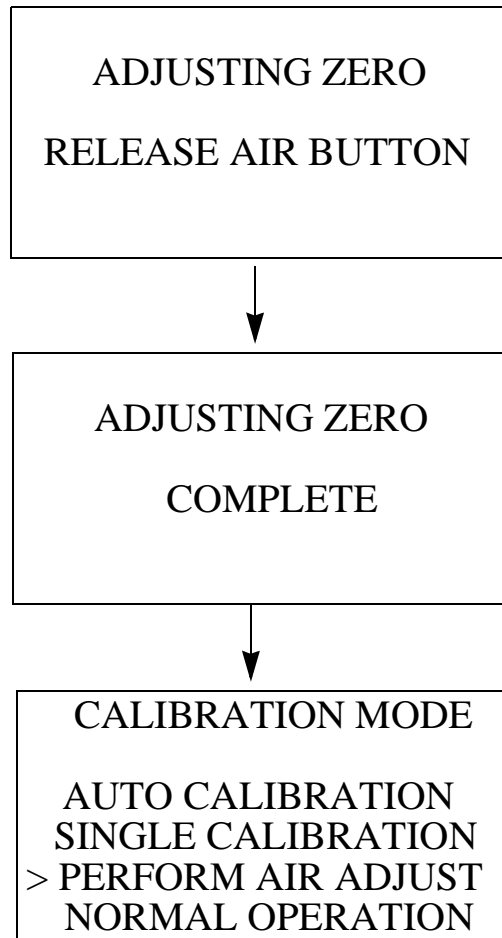 ADJUSTING ZERO
RELEASE AIR BUTTON
ADJUSTING ZERO
COMPLETE
CALIBRATION MODE
AUTO CALIBRATION
SINGLE CALIBRATION
> PERFORM AIR ADJUST
NORMAL OPERATION